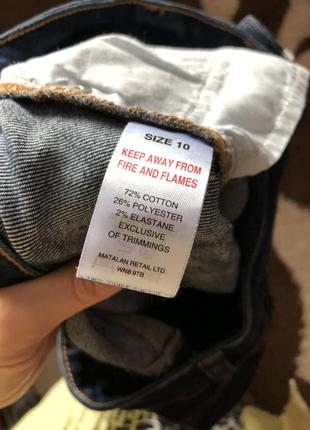 SIZE 10
KEEP AWAY FROM
FIRE AND FLAMES
72% COTTON
26% POLYESTER
2% ELASTANE
EXCLUSIVE
OF TRIMMINGS
MATALAN RETAIL LTD.
WN8 9TB